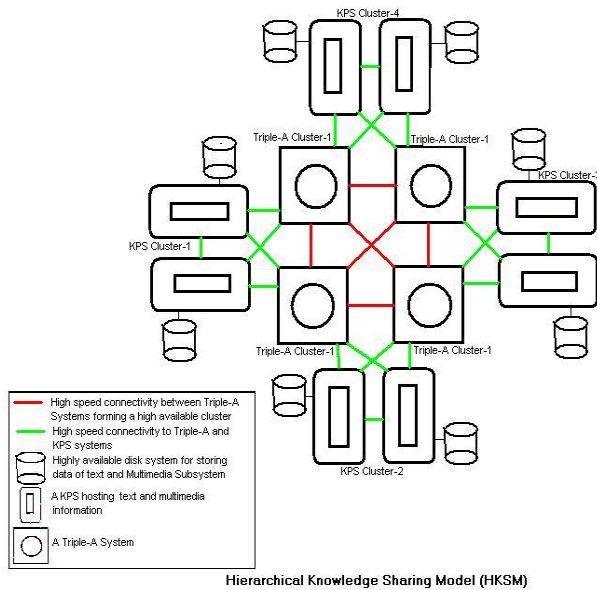 KPS Cluster-4
Triple-A Cluster-1
Triple-A Cluster-1
KPS Cluster-3
KPS Cluster-1
Triple-A Cluster-1
Triple-A Cluster-1
KPS Cluster-2
High speed connectivity between Triple-A
Systems forming a high available cluster
High speed connectivity to Triple-A and
KPS systems
Highly available disk system for storing
data of text and Multimedia Subsystem
A KPS hosting text and multimedia
information
A Triple-A System
Hierarchical Knowledge Sharing Model (HKSM)